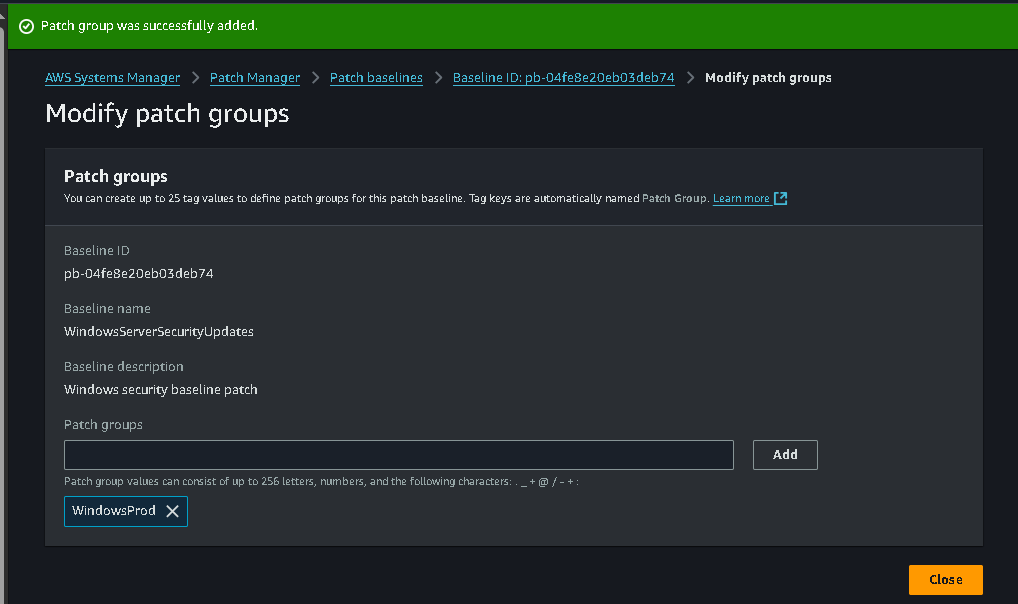 Patch group was successfully added.
AWS Systems Manager > Patch Manager > Patch baselines > Baseline ID: pb-04fe8e20eb03deb74 > Modify patch groups
Modify patch groups
Patch groups
You can create up to 25 tag values to define patch groups for this patch baseline. Tag keys are automatically named Patch Group. Learn more
Baseline ID
pb-04fe8e20eb03deb74
Baseline name
WindowsServerSecurityUpdates
Baseline description
Windows security baseline patch
Patch groups
Add
Patch group values can consist of up to 256 letters, numbers, and the following characters: . _ + @ / - + :
WindowsProd
Close